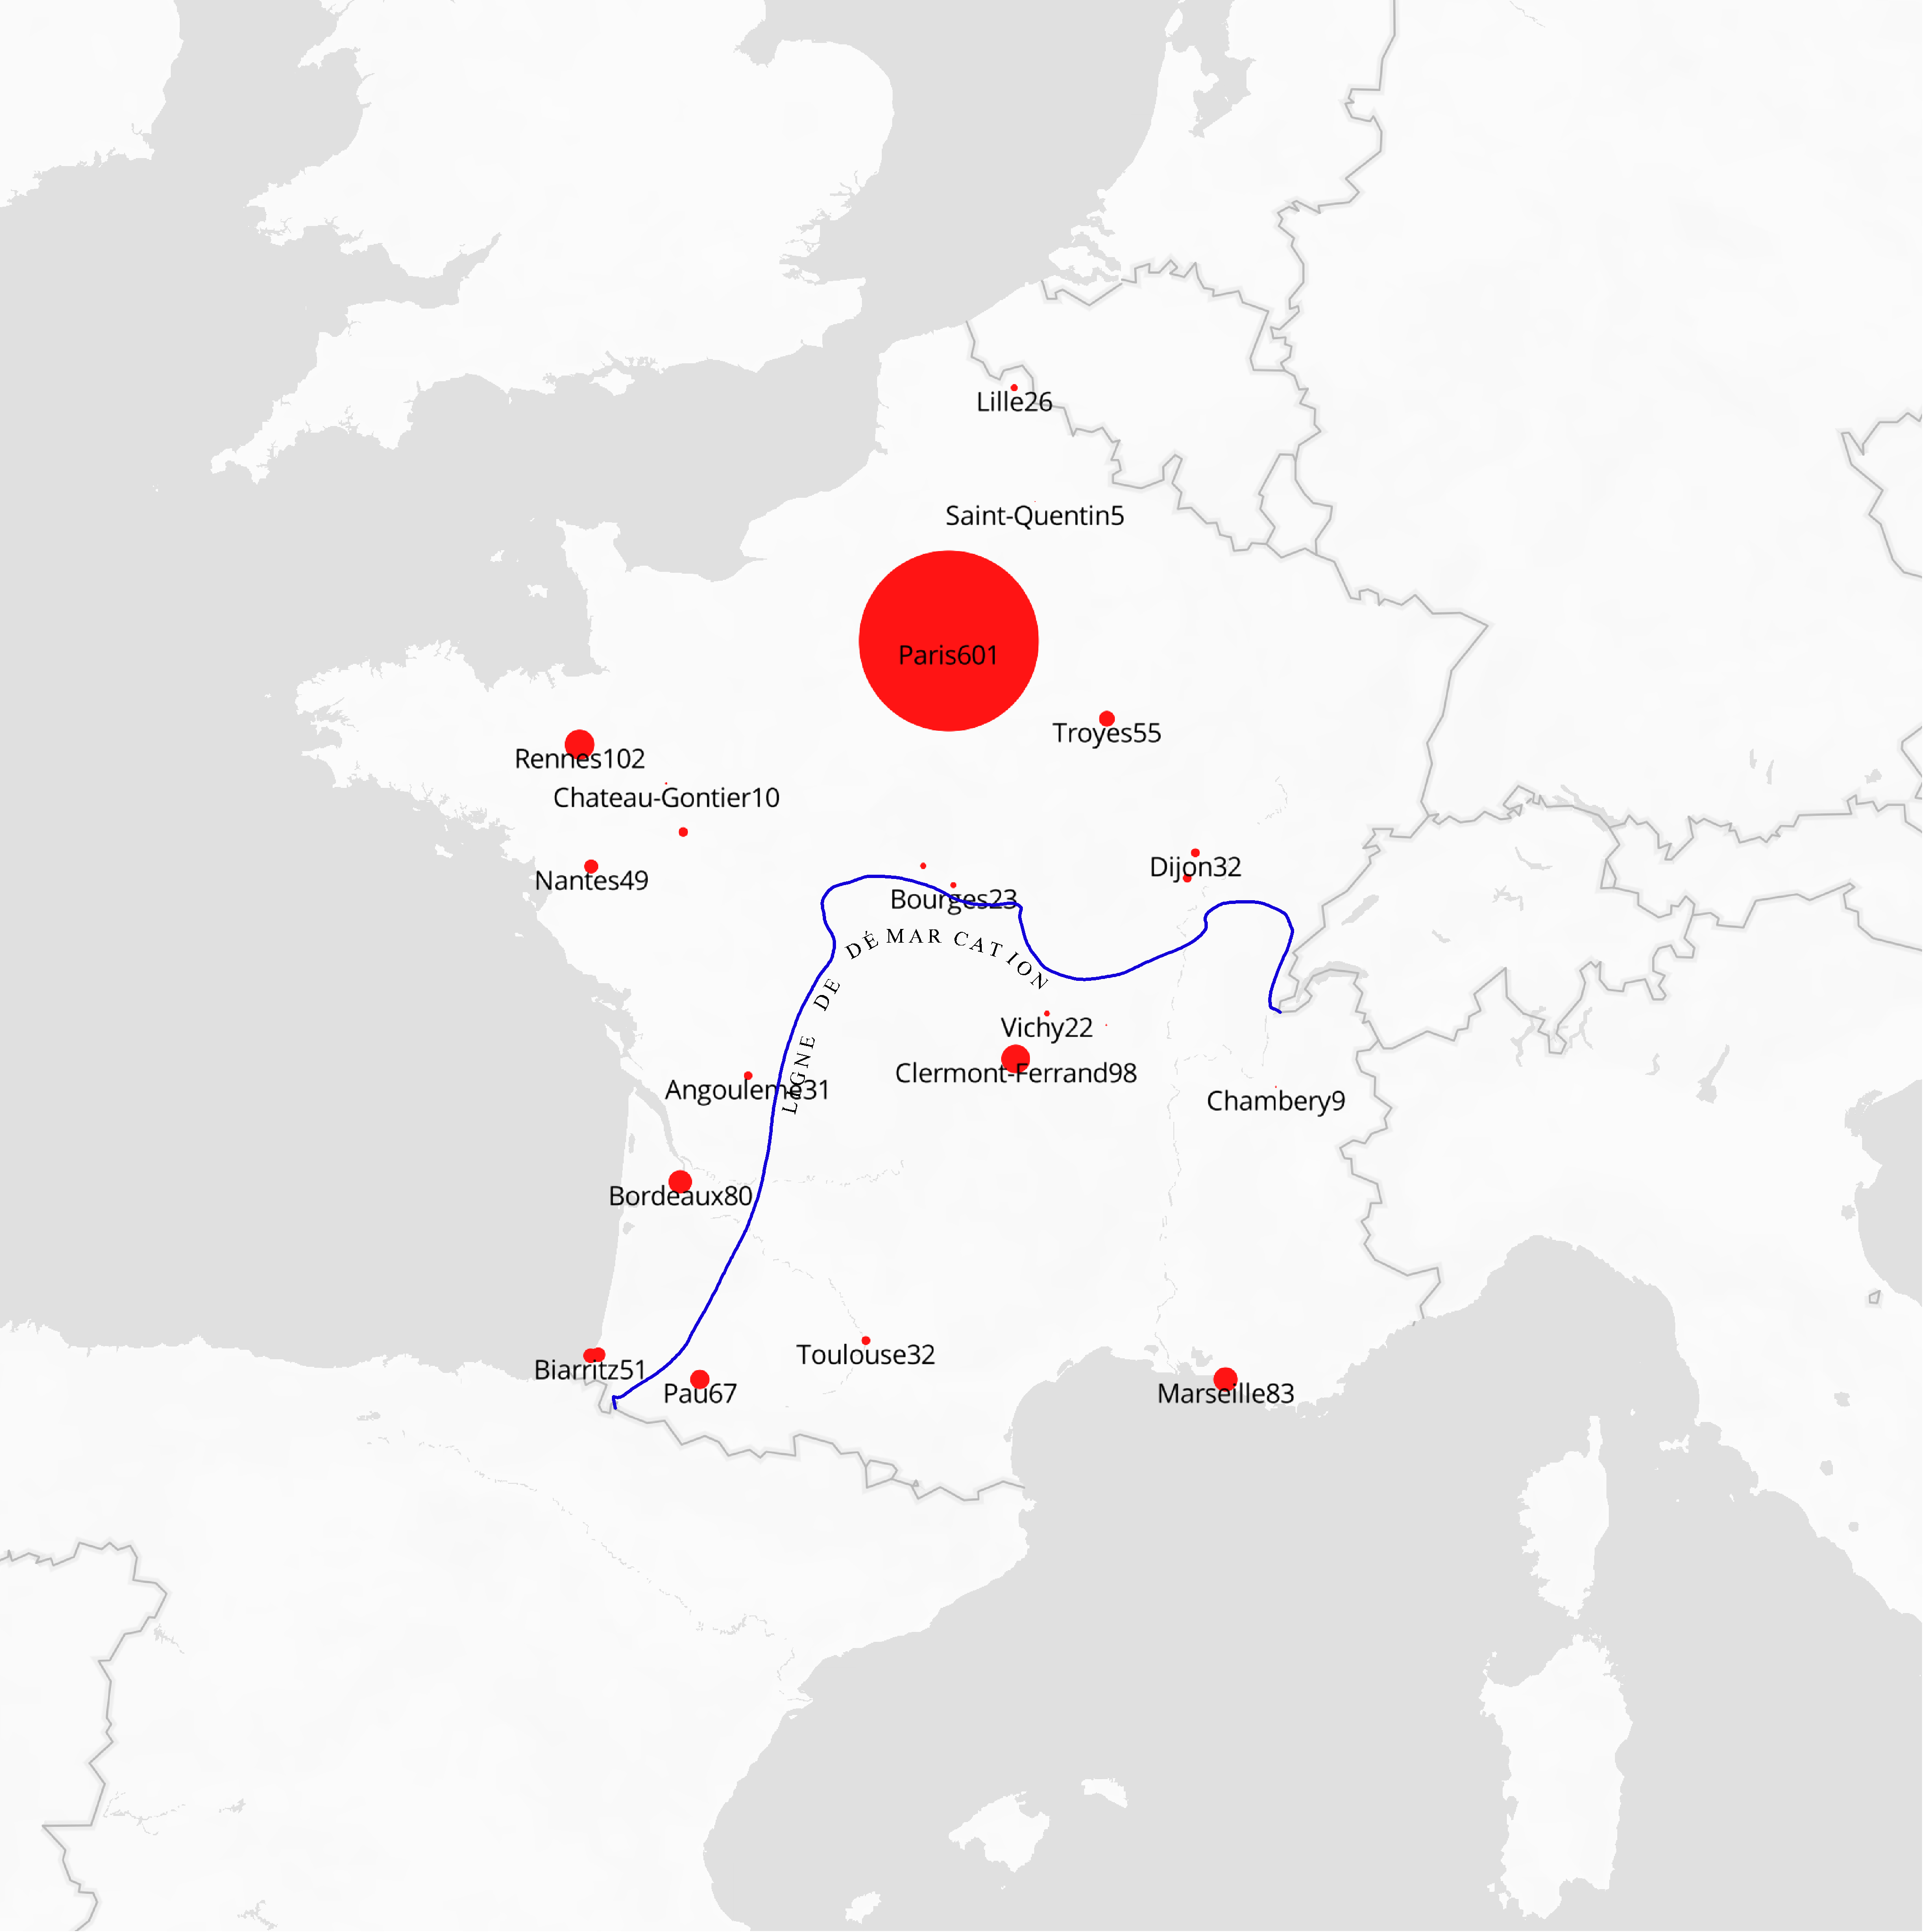 Lille26
Saint-Quentin5
Paris601
Troyes55
Rennes102
Chateau-Gontier10
Dijon32
Nantes49
Bourges23
LIGNE DE DÉMARCATION
Vichy22
Clermont-Ferrand98
Angouleme31
Chambery9
Bordeaux80
Toulouse32
Biarritz51
Pau67
Marseille83